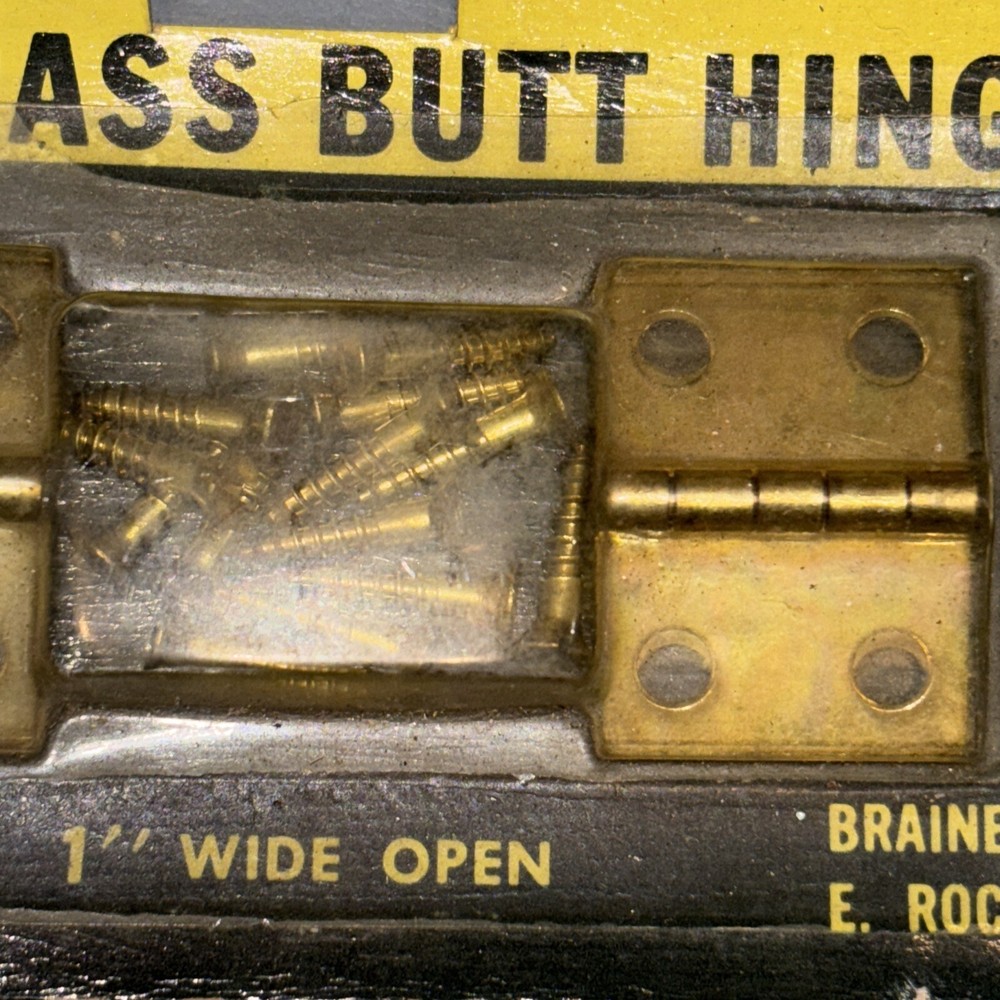 ASS BUTT HING
1″ WIDE OPEN
BRAINE
E. ROC